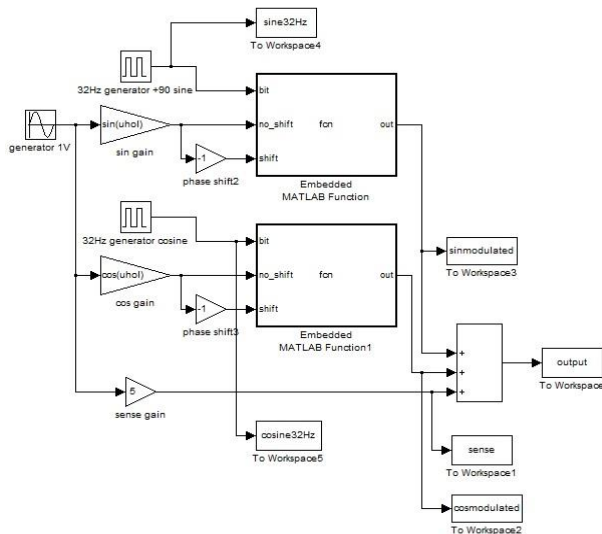 sine32Hz
To Workspace4
32Hz generator +90 sine
bit
sin(uhol)
no_shift
fcn
out
generator 1V
sin gain
-1
shift
phase shift2
Embedded
MATLAB Function
32Hz generator cosine
bit
sinmodulated
To Workspace3
cos(uhol)
no_shift
fcn
out
cos gain
-1
shift
phase shift3
Embedded
MATLAB Function1
+
+
+
output
To Workspace
5
sense gain
cosine32Hz
To Workspace5
sense
To Workspace1
cosmodulated
To Workspace2